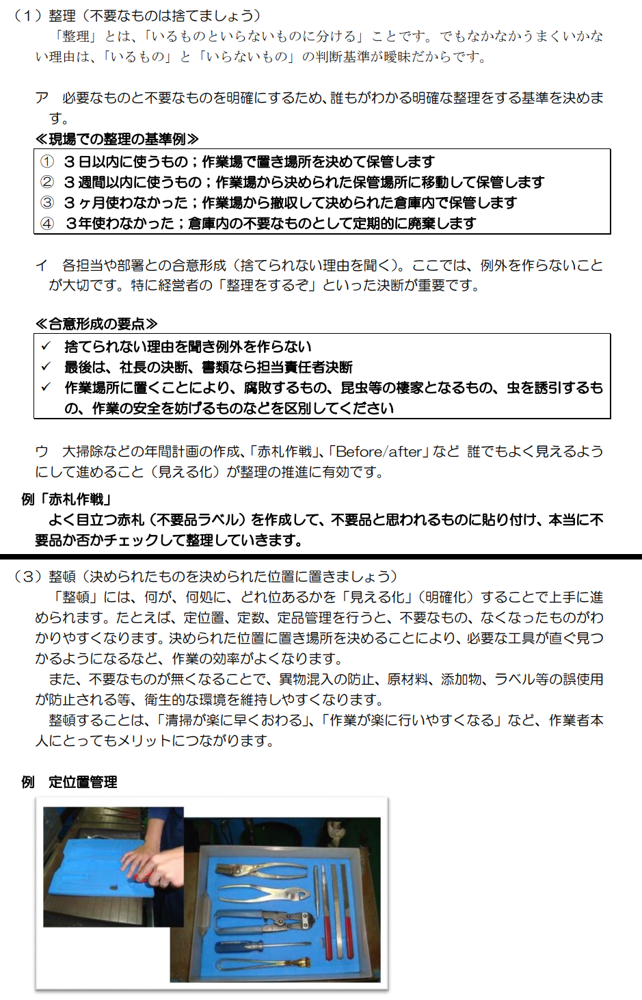 （１）整理（不要なものは捨てましょう）
「整理」とは、「いるものといらないものに分ける」ことです。でもなかなかうまくいかな
い理由は、「いるもの」と「いらないもの」の判断基準が曖昧だからです。
ア　必要なものと不要なものを明確にするため、誰もがわかる明確な整理をする基準を決めま
す。
≪現場での整理の基準例≫
① ３日以内に使うもの；作業場で置き場所を決めて保管します
② ３週間以内に使うもの；作業場から決められた保管場所に移動して保管します
③ ３ヶ月使わなかった；作業場から撤収して決められた倉庫内で保管します
④ ３年使わなかった；倉庫内の不要なものとして定期的に廃棄します
イ　各担当や部署との合意形成（捨てられない理由を聞く）。ここでは、例外を作らないこと
が大切です。特に経営者の「整理をするぞ」といった決断が重要です。
≪合意形成の要点≫
✓ 捨てられない理由を聞き例外を作らない
✓ 最後は、社長の決断、書類なら担当責任者決断
✓ 作業場所に置くことにより、腐敗するもの、昆虫等の棲家となるもの、虫を誘引するも
の、作業の安全を妨げるものなどを区別してください
ウ　大掃除などの年間計画の作成、「赤札作戦」、「Before/after」など 誰でもよく見えるよう
にして進めること（見える化）が整理の推進に有効です。
例「赤札作戦」
よく目立つ赤札（不要品ラベル）を作成して、不要品と思われるものに貼り付け、本当に不
要品か否かチェックして整理していきます。
（３）整頓（決められたものを決められた位置に置きましょう）
「整頓」には、何が、何処に、どれ位あるかを「見える化」（明確化）することで上手に進
められます。たとえば、定位置、定数、定品管理を行うと、不要なもの、なくなったものがわ
かりやすくなります。決められた位置に置き場所を決めることにより、必要な工具が直ぐ見つ
かるようになるなど、作業の効率がよくなります。
また、不要なものが無くなることで、異物混入の防止、原材料、添加物、ラベル等の誤使用
が防止される等、衛生的な環境を維持しやすくなります。
整頓することは、「清掃が楽に早くおわる」、「作業が楽に行いやすくなる」など、作業者本
人にとってもメリットにつながります。
例　定位置管理